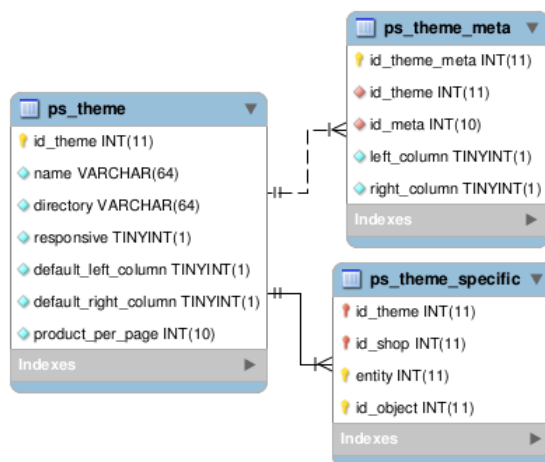 ps_theme
id_theme INT(11)
name VARCHAR(64)
directory VARCHAR(64)
responsive TINYINT(1)
default_left_column TINYINT(1)
default_right_column TINYINT(1)
product_per_page INT(10)
Indexes
ps_theme_meta
id_theme_meta INT(11)
id_theme INT(11)
id_meta INT(10)
left_column TINYINT(1)
right_column TINYINT(1)
Indexes
ps_theme_specific
id_theme INT(11)
id_shop INT(11)
entity INT(11)
id_object INT(11)
Indexes